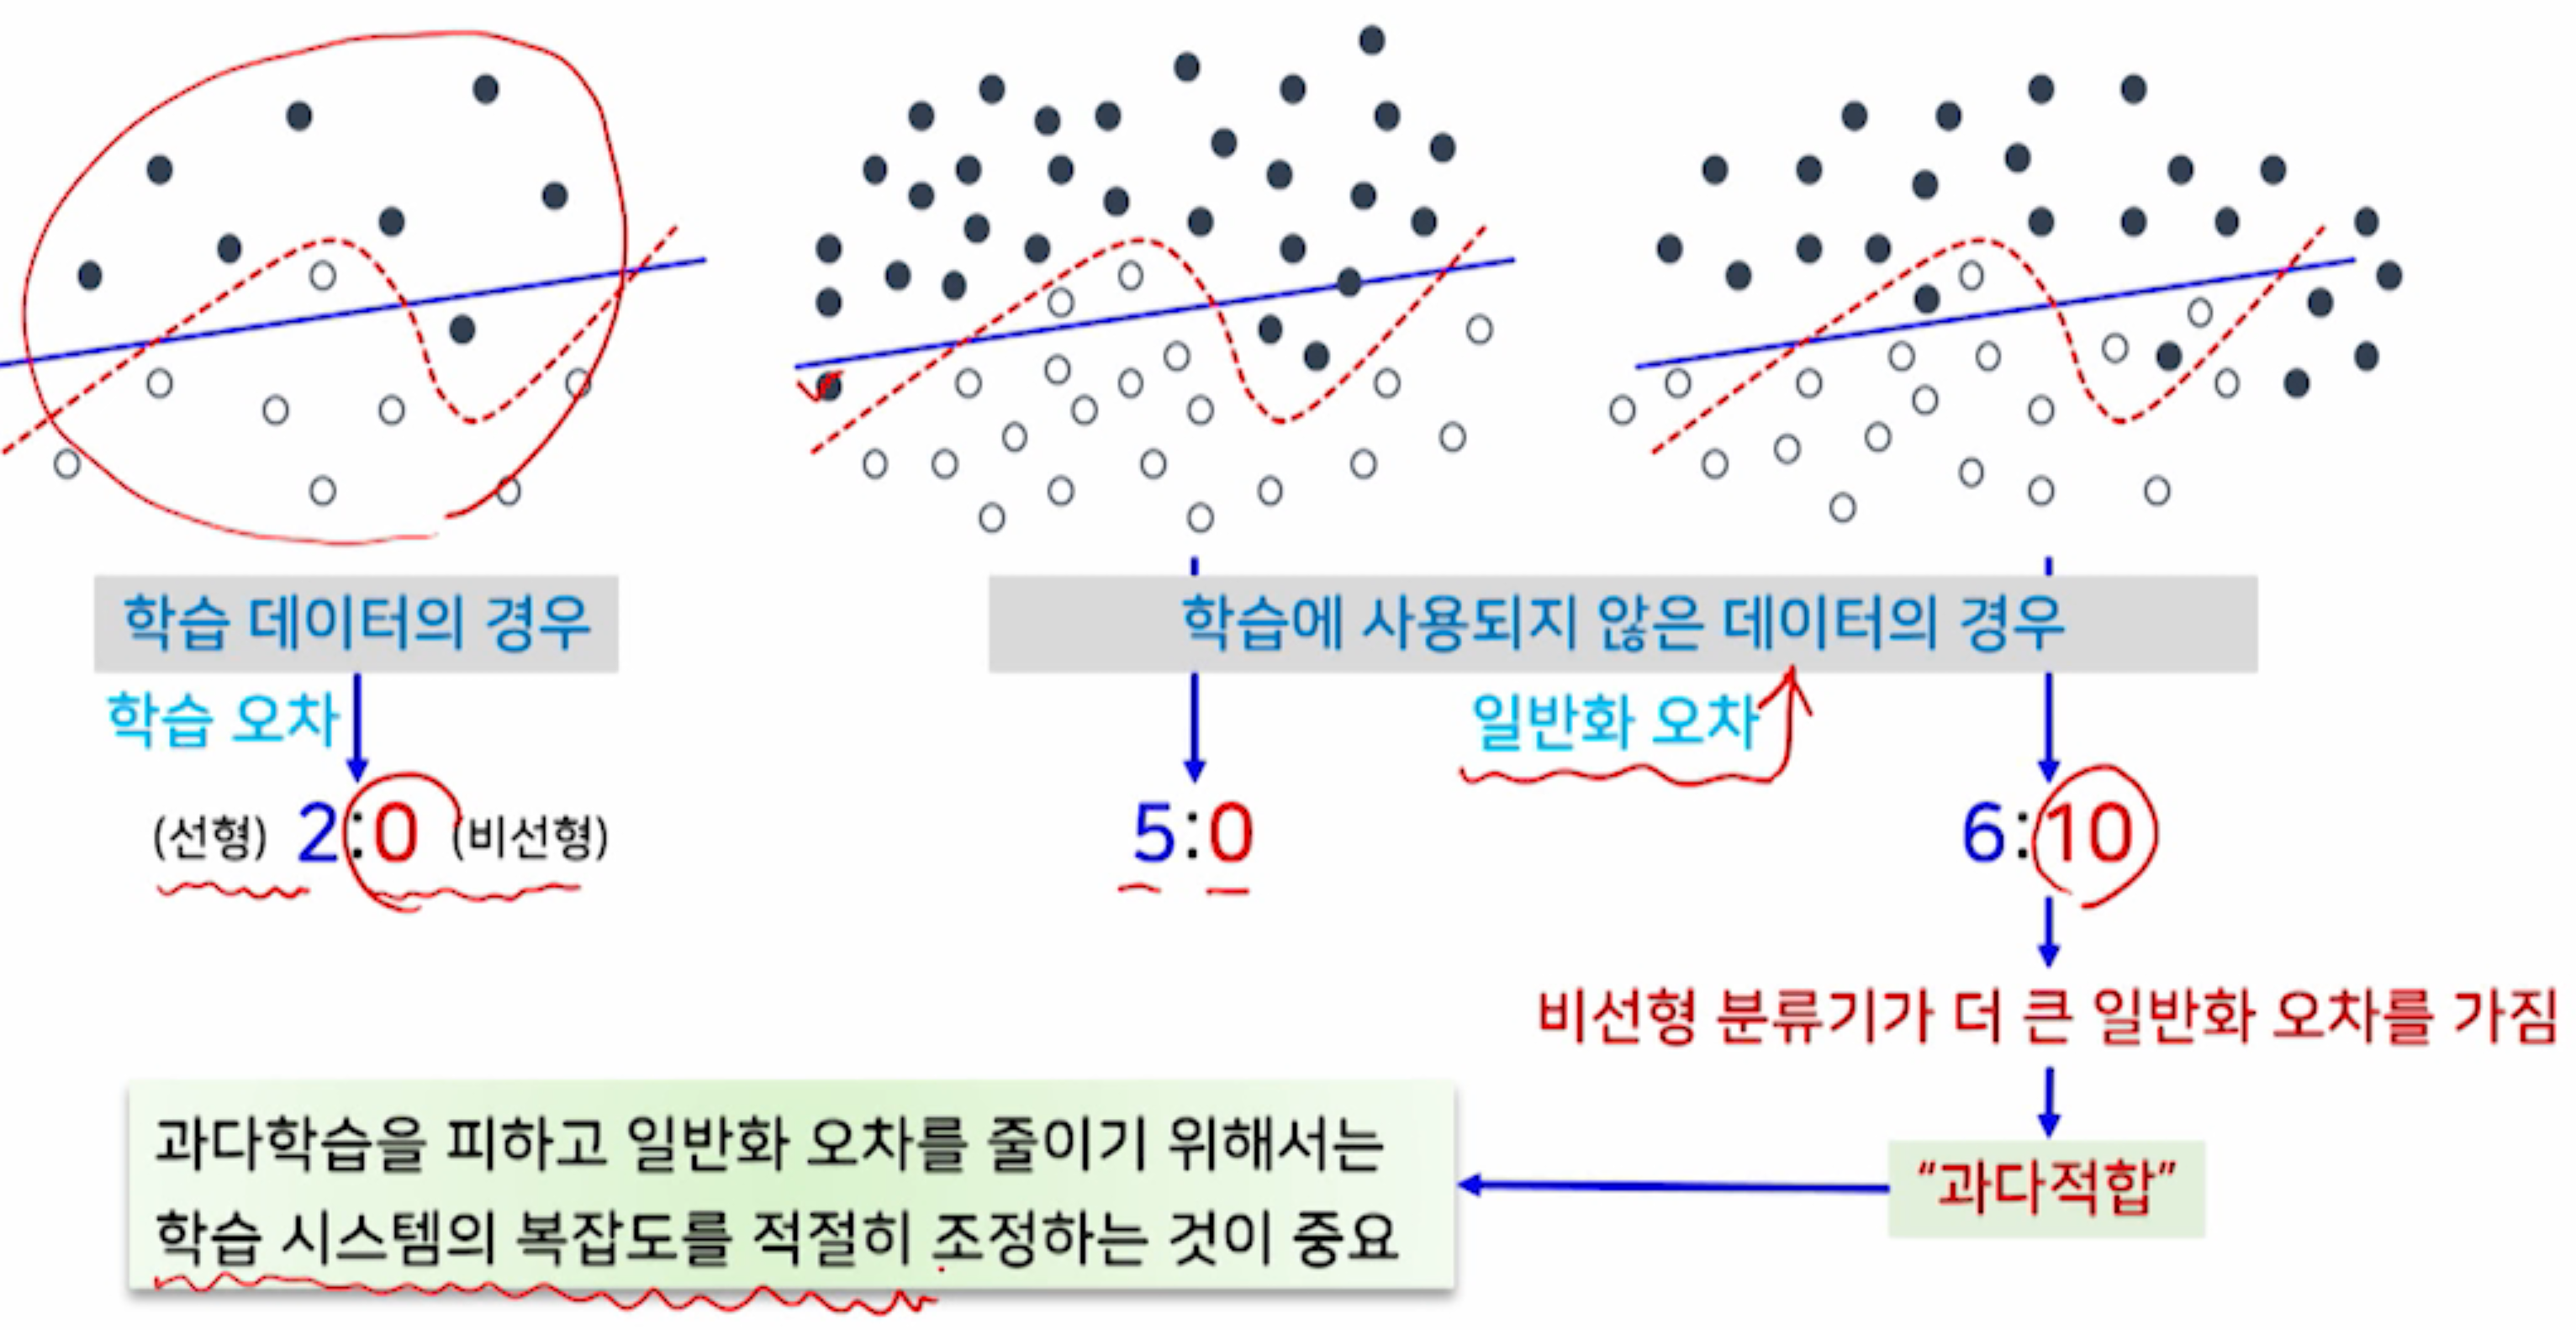 학습 데이터의 경우
학습에 사용되지 않은 데이터의 경우
학습 오차
일반화 오차
(선형) 2:0 (비선형)
5:0
6:10
비선형 분류기가 더 큰 일반화 오차를 가짐
“과다적합”
과다학습을 피하고 일반화 오차를 줄이기 위해서는
학습 시스템의 복잡도를 적절히 조정하는 것이 중요